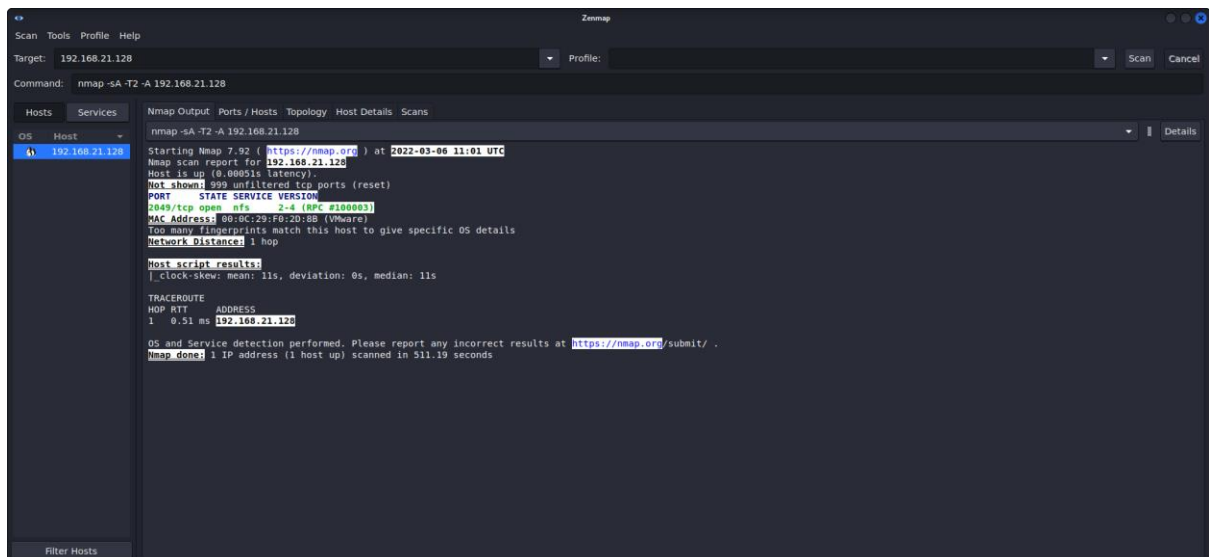 Zenmap
Scan Tools Profile Help
Target: 192.168.21.128 Profile: Scan Cancel
Command: nmap -sA -T2 -A 192.168.21.128
Hosts Services
OS Host
192.168.21.128
Filter Hosts
Nmap Output Ports / Hosts Topology Host Details Scans
nmap -sA -T2 -A 192.168.21.128 Details
Starting Nmap 7.92 ( https://nmap.org ) at 2022-03-06 11:01 UTC
Nmap scan report for 192.168.21.128
Host is up (0.00051s latency).
Not shown: 999 unfiltered tcp ports (reset)
PORT STATE SERVICE VERSION
2049/tcp open nfs 2-4 (RPC #100003)
MAC Address: 00:0C:29:F0:2D:8B (VMware)
Too many fingerprints match this host to give specific OS details
Network Distance: 1 hop
Host script results:
|_clock-skew: mean: 11s, deviation: 0s, median: 11s
TRACEROUTE
HOP RTT ADDRESS
1 0.51 ms 192.168.21.128
OS and Service detection performed. Please report any incorrect results at https://nmap.org/submit/ .
Nmap done: 1 IP address (1 host up) scanned in 511.19 seconds